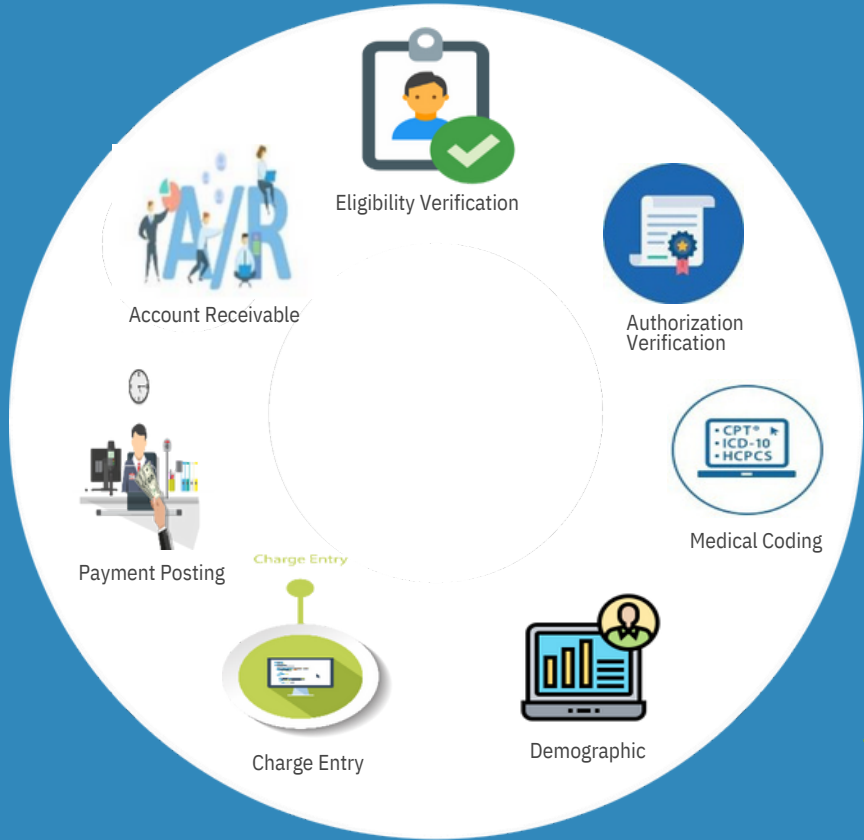 Eligibility Verification
Authorization
Verification
• CPT®
• ICD-10
• HCPCS
Medical Coding
Demographic
Charge Entry
Charge Entry
Payment Posting
A/R
Account Receivable